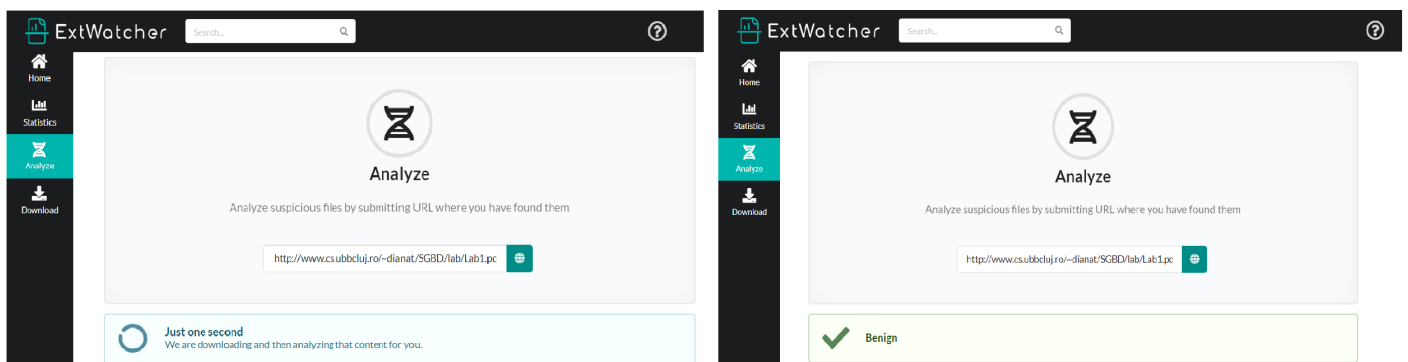 ExtWatcher
Search...
Home
Statistics
Analyze
Download
Analyze
Analyze suspicious files by submitting URL where you have found them
http://www.cs.ubbcluj.ro/~dianat/SGBD/lab/Lab1.pc
Just one second
We are downloading and then analyzing that content for you.
ExtWatcher
Search...
Home
Statistics
Analyze
Download
Analyze
Analyze suspicious files by submitting URL where you have found them
http://www.cs.ubbcluj.ro/~dianat/SGBD/lab/Lab1.pc
Benign